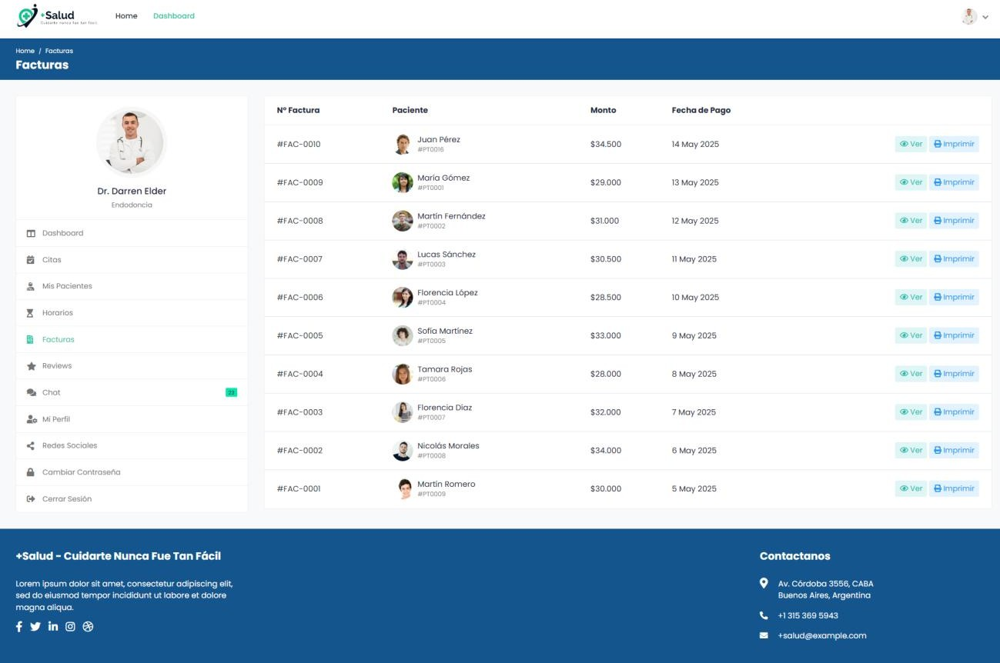 +Salud
Cuidarte nunca fue tan fácil
Home
Dashboard
Home / Facturas
Facturas
Dr. Darren Elder
Endodoncia
Dashboard
Citas
Mis Pacientes
Horarios
Facturas
Reviews
Chat 23
Mi Perfil
Redes Sociales
Cambiar Contraseña
Cerrar Sesión
Nº Factura Paciente Monto Fecha de Pago
#FAC-0010 Juan Pérez #PT0016 $34.500 14 May 2025 Ver Imprimir
#FAC-0009 María Gómez #PT0001 $29.000 13 May 2025 Ver Imprimir
#FAC-0008 Martín Fernández #PT0002 $31.000 12 May 2025 Ver Imprimir
#FAC-0007 Lucas Sánchez #PT0003 $30.500 11 May 2025 Ver Imprimir
#FAC-0006 Florencia López #PT0004 $28.500 10 May 2025 Ver Imprimir
#FAC-0005 Sofía Martínez #PT0005 $33.000 9 May 2025 Ver Imprimir
#FAC-0004 Tamara Rojas #PT0006 $28.000 8 May 2025 Ver Imprimir
#FAC-0003 Florencia Díaz #PT0007 $32.000 7 May 2025 Ver Imprimir
#FAC-0002 Nicolás Morales #PT0008 $34.000 6 May 2025 Ver Imprimir
#FAC-0001 Martín Romero #PT0009 $30.000 5 May 2025 Ver Imprimir
+Salud - Cuidarte Nunca Fue Tan Fácil
Lorem ipsum dolor sit amet, consectetur adipiscing elit,
sed do eiusmod tempor incididunt ut labore et dolore
magna aliqua.
Contactanos
Av. Córdoba 3556, CABA
Buenos Aires, Argentina
+1 315 369 5943
+salud@example.com